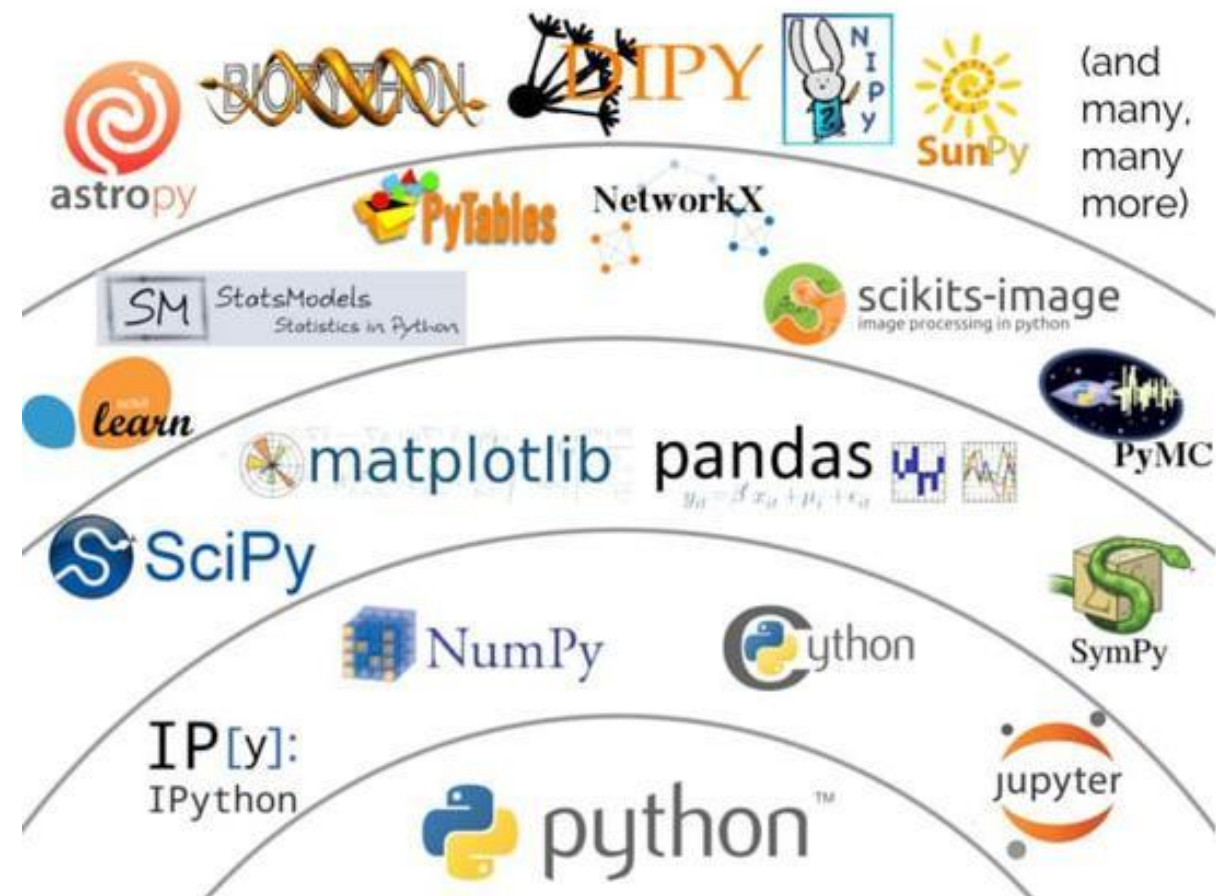 BIOPYTHON
DIPY
NIPY
astropy
SunPy
(and
many,
many
more)
PyTables
NetworkX
SM StatsModels
Statistics in Python
scikits-image
image processing in python
learn
matplotlib
pandas
PyMC
SciPy
NumPy
Cython
SymPy
IP[y]:
IPython
jupyter
python™